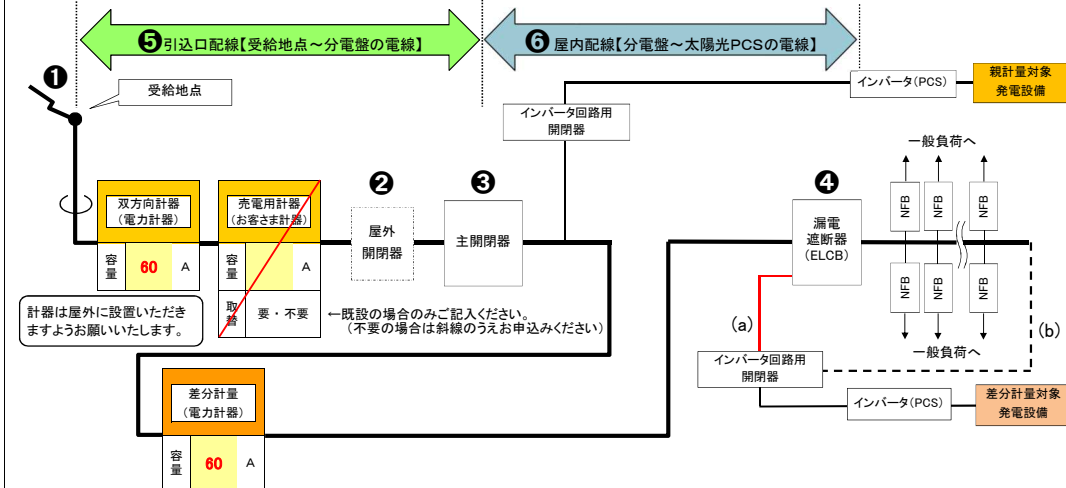 ❺引込口配線【受給地点～分電盤の電線】
❻屋内配線【分電盤～太陽光PCSの電線】
❶
受給地点
インバータ回路用
開閉器
インバータ(PCS)
親計量対象
発電設備
双方向計器
(電力計器)
容量
60
A
売電用計器
(お客さま計器)
容量
A
取替
要・不要
❷
屋外
開閉器
❸
主開閉器
❹
漏電
遮断器
(ELCB)
一般負荷へ
NFB
NFB
NFB
NFB
NFB
NFB
一般負荷へ
計器は屋外に設置いただき
ますようお願いいたします。
←既設の場合のみご記入ください。
(不要の場合は斜線のうえお申込みください)
(a)
(b)
インバータ回路用
開閉器
インバータ(PCS)
差分計量対象
発電設備
差分計量
(電力計器)
容量
60
A